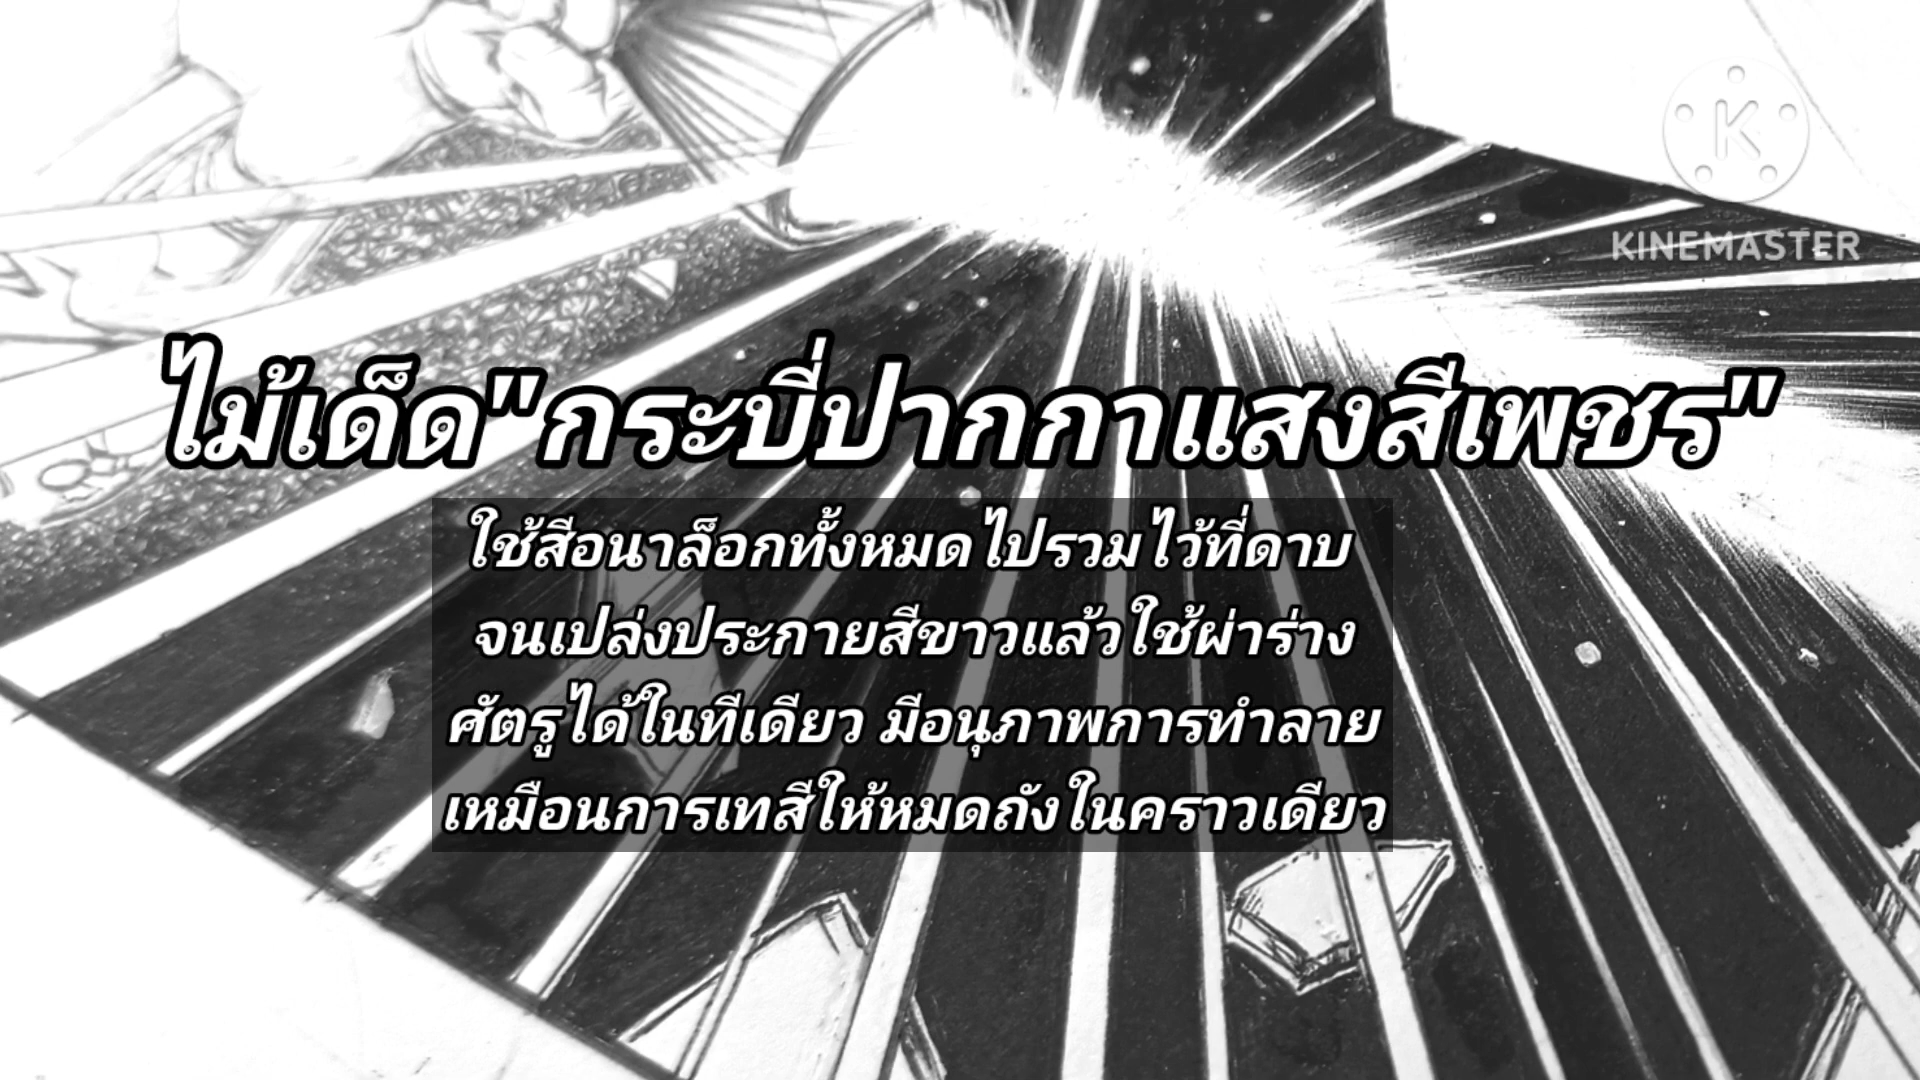 KINEMASTER
ไม้เด็ด"กระบี่ปากกาแสงสีเพชร"
ใช้สีอนาล็อกทั้งหมดไปรวมไว้ที่ดาบ
จนเปล่งประกายสีขาวแล้วใช้ผ่าร่าง
ศัตรูได้ในทีเดียว มีอนุภาพการทำลาย
เหมือนการเทสีให้หมดถังในคราวเดียว